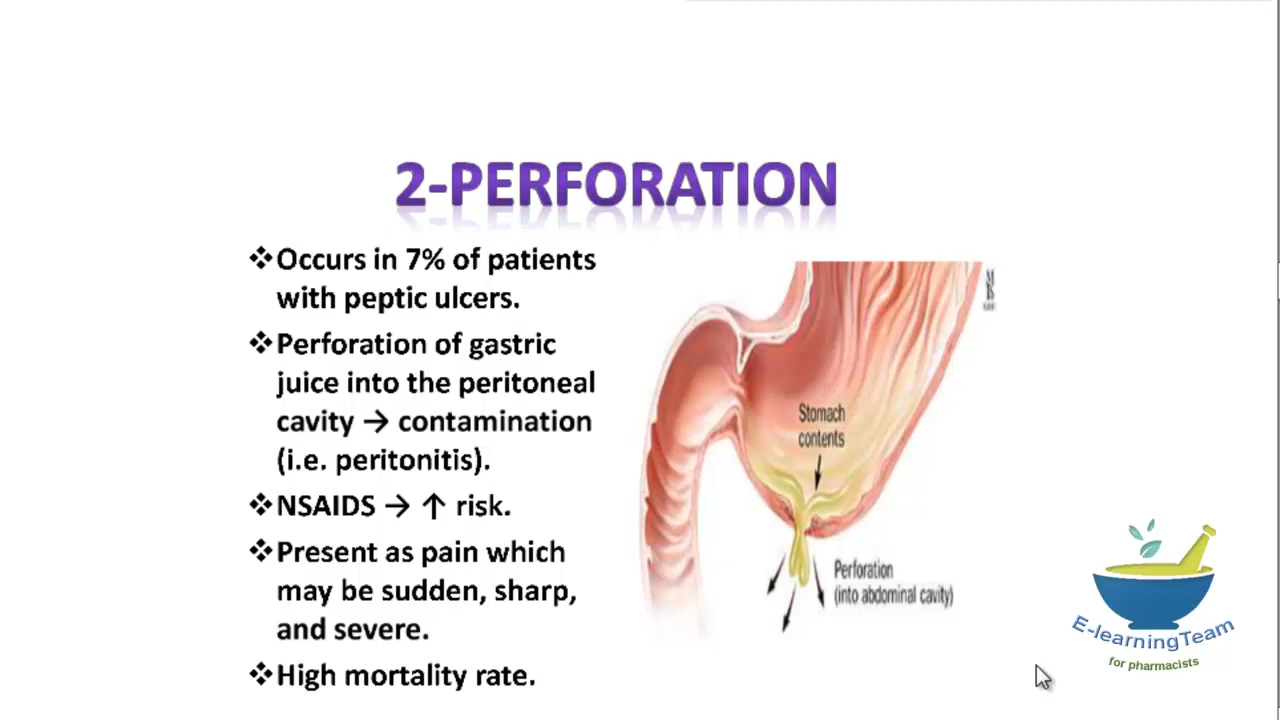 2-PERFORATION
❖Occurs in 7% of patients
with peptic ulcers.
❖Perforation of gastric
juice into the peritoneal
cavity → contamination
(i.e. peritonitis).
❖NSAIDS → ↑ risk.
❖Present as pain which
may be sudden, sharp,
and severe.
❖High mortality rate.
Stomach
contents
Perforation
(into abdominal cavity)
E-learningTeam
for pharmacists